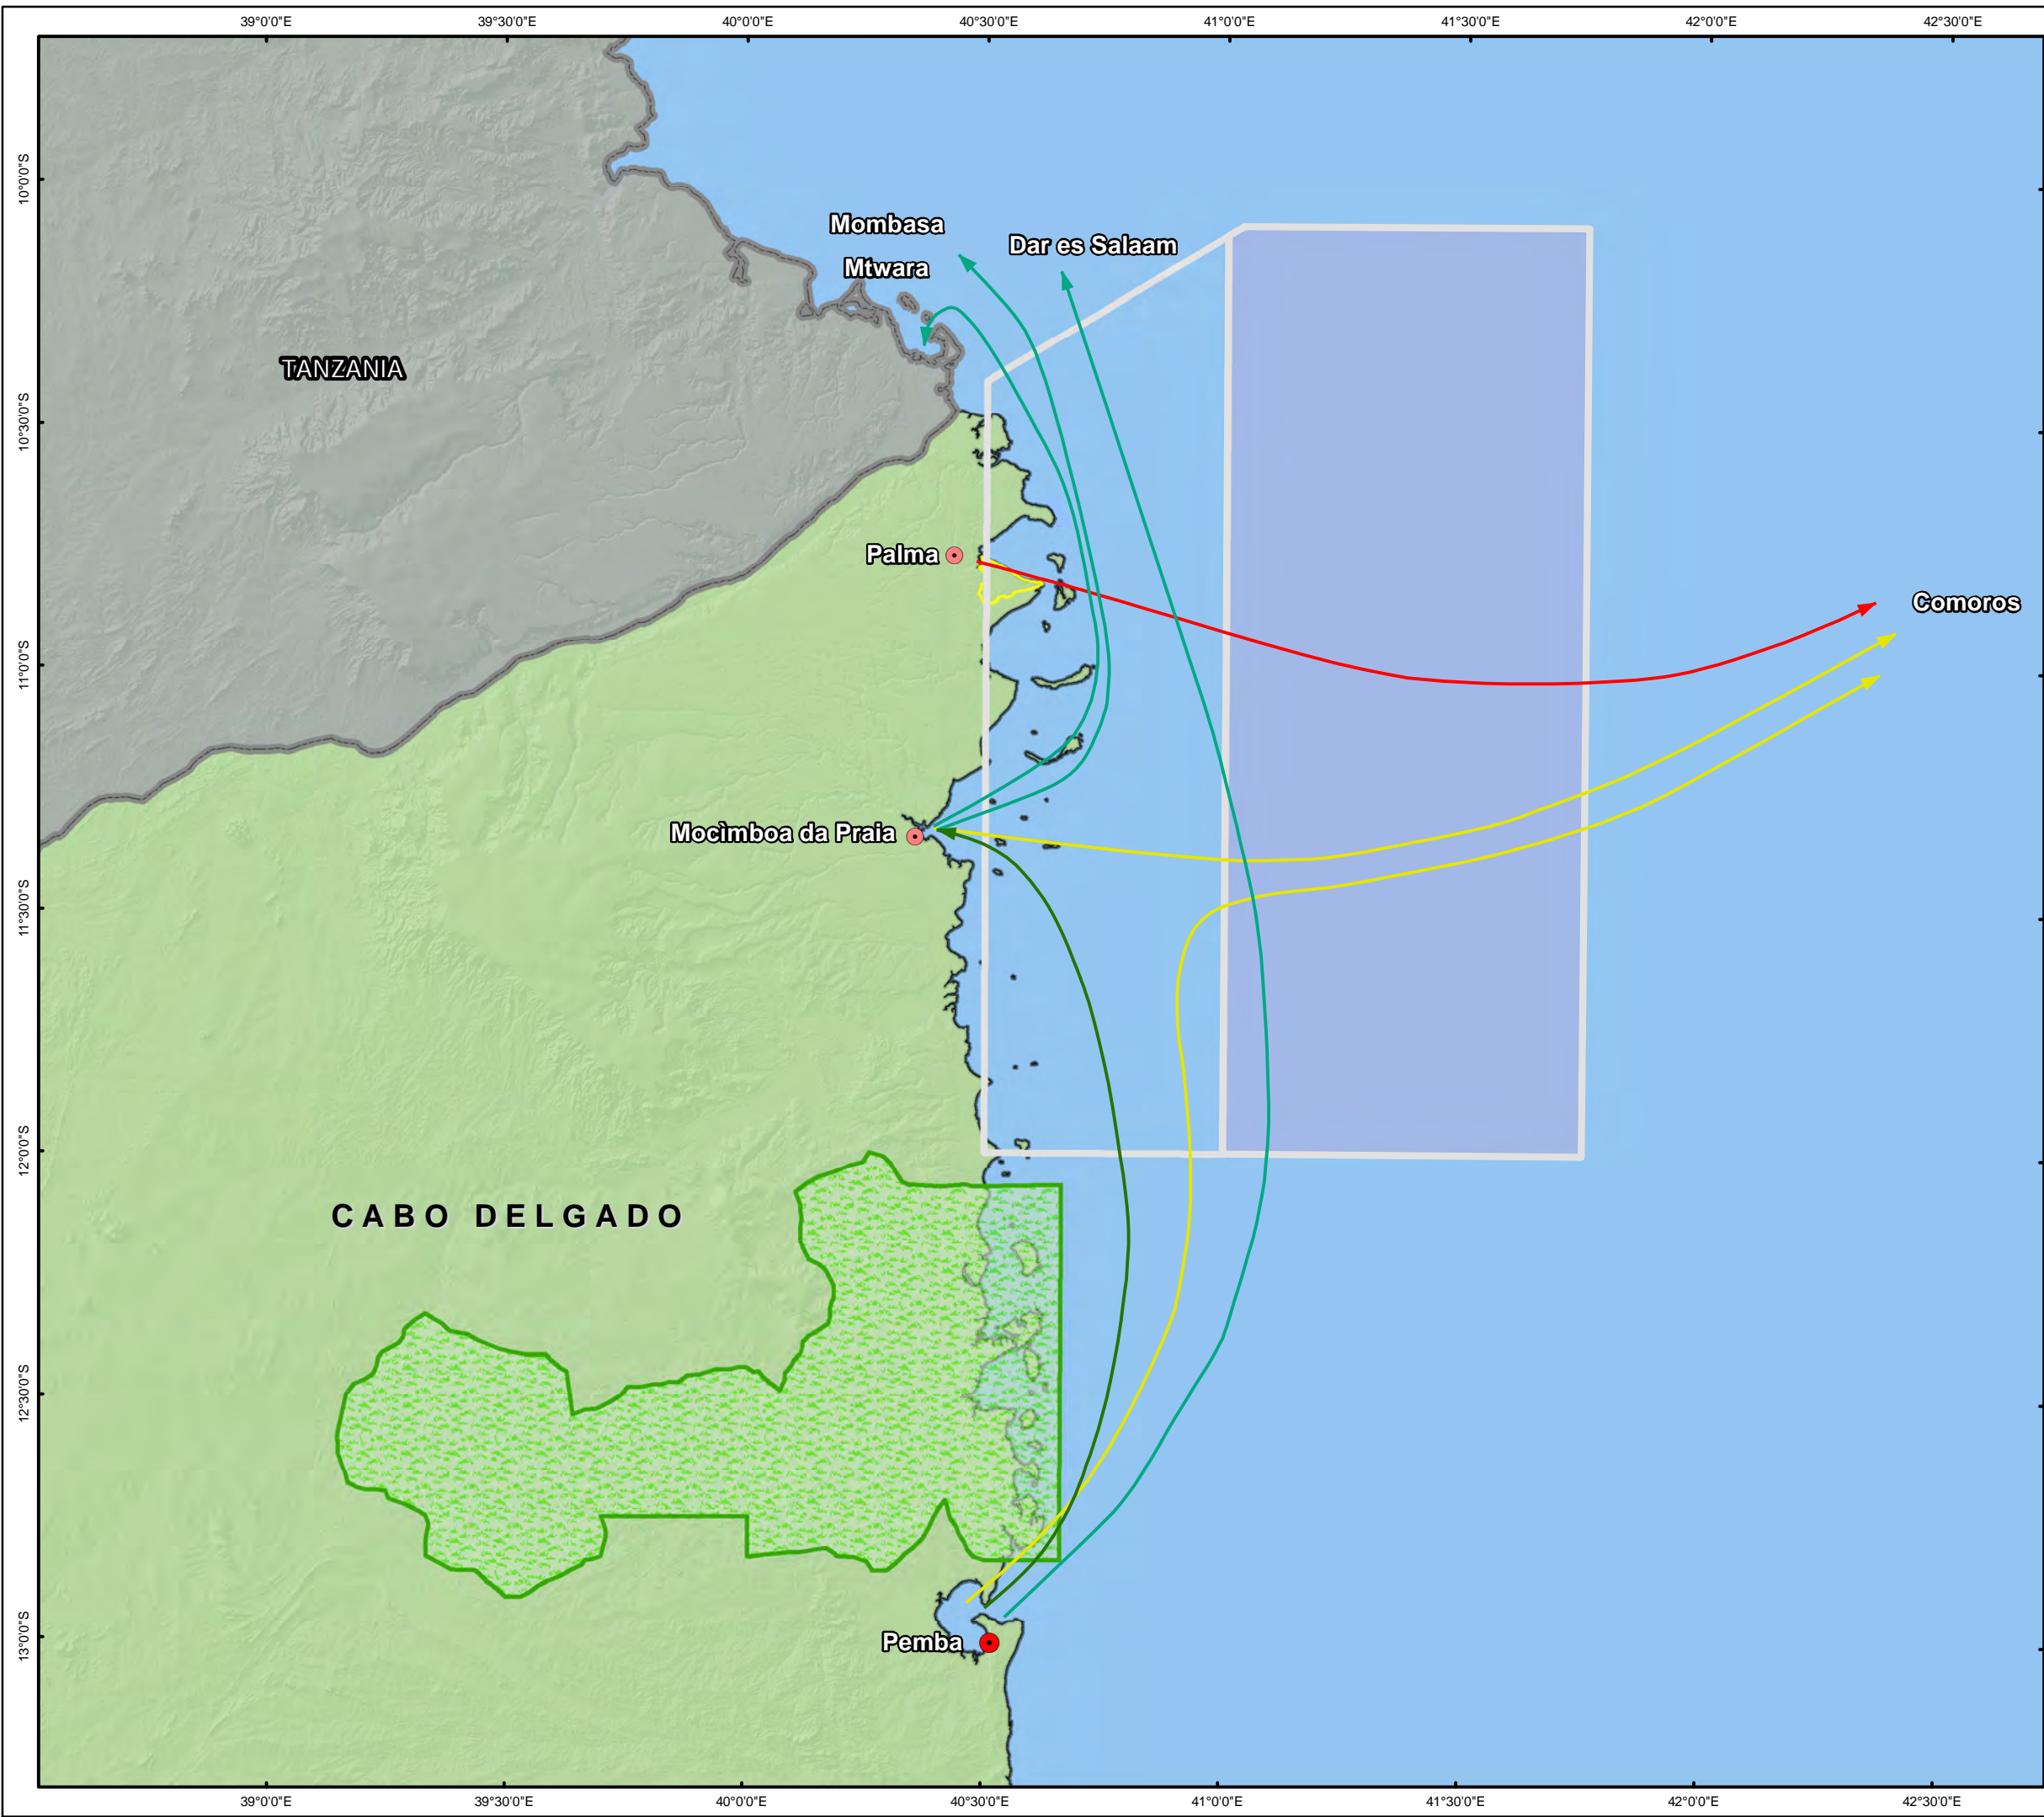 39°0'0"E 39°30'0"E 40°0'0"E 40°30'0"E 41°0'0"E 41°30'0"E 42°0'0"E 42°30'0"E
10°0'0"S
Mombasa
Dar es Salaam
Mtwara
TANZANIA
10°30'0"S
Palma
Comoros
11°0'0"S
Mocìmboa da Praia
11°30'0"S
12°0'0"S
CABO DELGADO
12°30'0"S
13°0'0"S
Pemba
39°0'0"E 39°30'0"E 40°0'0"E 40°30'0"E 41°0'0"E 41°30'0"E 42°0'0"E 42°30'0"E